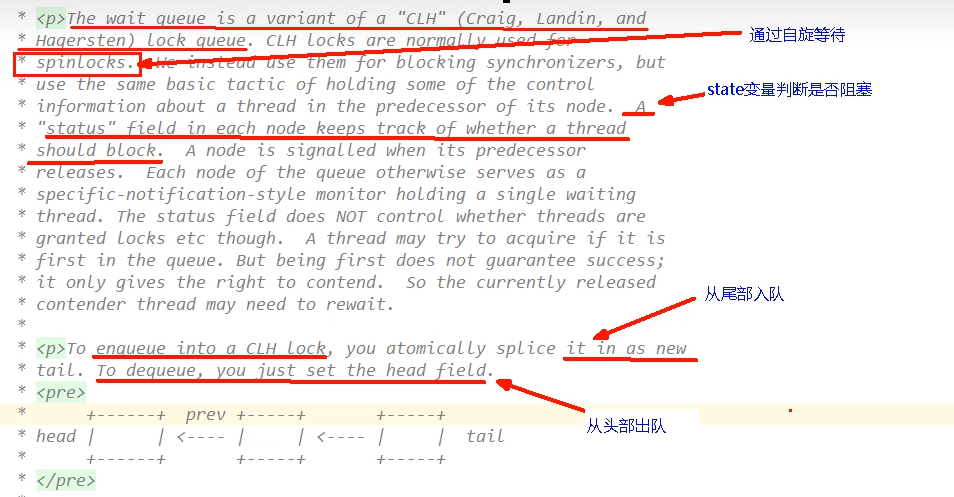 * <p>The wait queue is a variant of a "CLH" (Craig, Landin, and
* Hagersten) lock queue. CLH locks are normally used for
通过自旋等待
* spinlocks. We instead use them for blocking synchronizers, but
* use the same basic tactic of holding some of the control
state变量判断是否阻塞
* information about a thread in the predecessor of its node.  A
* "status" field in each node keeps track of whether a thread
* should block.  A node is signalled when its predecessor
* releases.  Each node of the queue otherwise serves as a
* specific-notification-style monitor holding a single waiting
* thread. The status field does NOT control whether threads are
* granted locks etc though.  A thread may try to acquire if it is
* first in the queue. But being first does not guarantee success;
* it only gives the right to contend.  So the currently released
从尾部入队
* contender thread may need to rewait.
*
* <p>To enqueue into a CLH lock, you atomically splice it in as new
* tail. To dequeue, you just set the head field.
* <pre>
*      +------+  prev +-----+       +-----+
从头部出队
* head |      | <---- |     | <---- |     |  tail
*      +------+       +-----+       +-----+
* </pre>
*